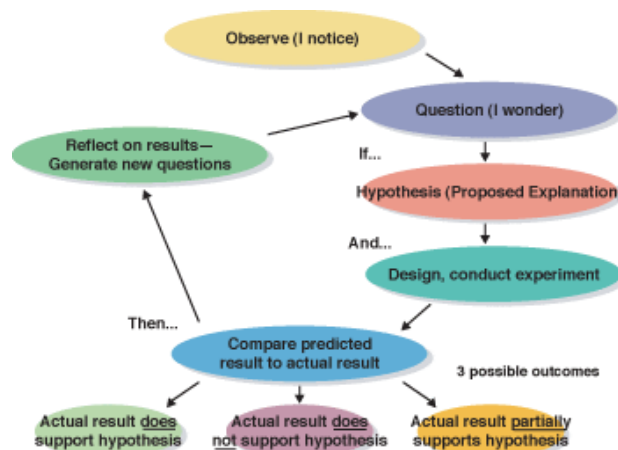 Observe (I notice)
Question (I wonder)
Reflect on results—
Generate new questions
If...
Hypothesis (Proposed Explanation
And...
Design, conduct experiment
Then...
Compare predicted
result to actual result
3 possible outcomes
Actual result does
support hypothesis
Actual result does
not support hypothesis
Actual result partially
supports hypothesis